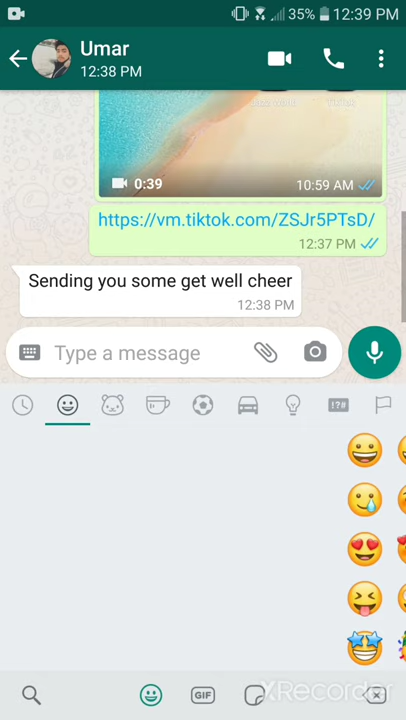 35% 12:39 PM
Umar
12:38 PM
0:39
10:59 AM
https://vm.tiktok.com/ZSJr5PTsD/
12:37 PM
Sending you some get well cheer
12:38 PM
Type a message
!?#
GIF
XRecorder